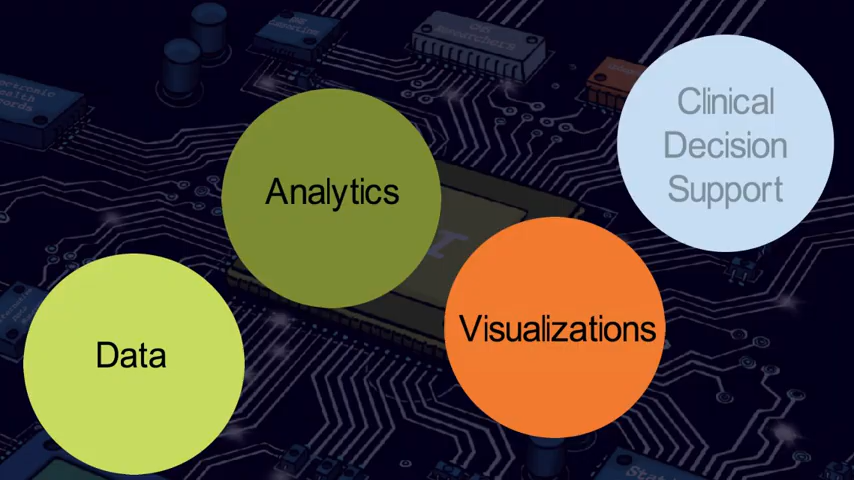 Clinical
Decision
Support
Analytics
Visualizations
Data